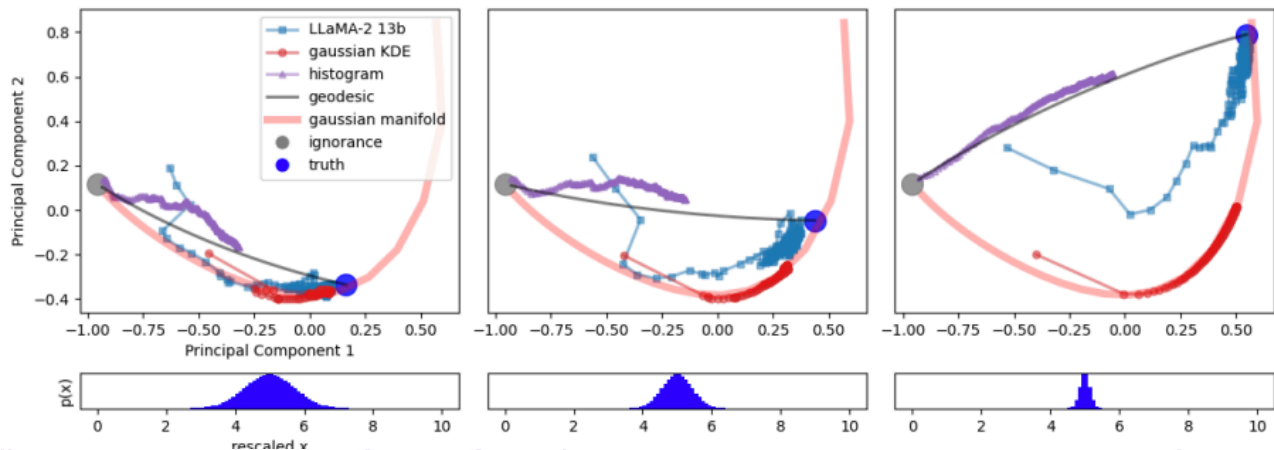 LLaMA-2 13b
gaussian KDE
histogram
geodesic
gaussian manifold
ignorance
truth
Principal Component 2
0.8
0.6
0.4
0.2
0.0
−0.2
−0.4
−1.00 −0.75 −0.50 −0.25 0.00 0.25 0.50
−1.00 −0.75 −0.50 −0.25 0.00 0.25 0.50
−1.00 −0.75 −0.50 −0.25 0.00 0.25 0.50
Principal Component 1
p(x)
0 2 4 6 8 10
0 2 4 6 8 10
0 2 4 6 8 10
rescaled x